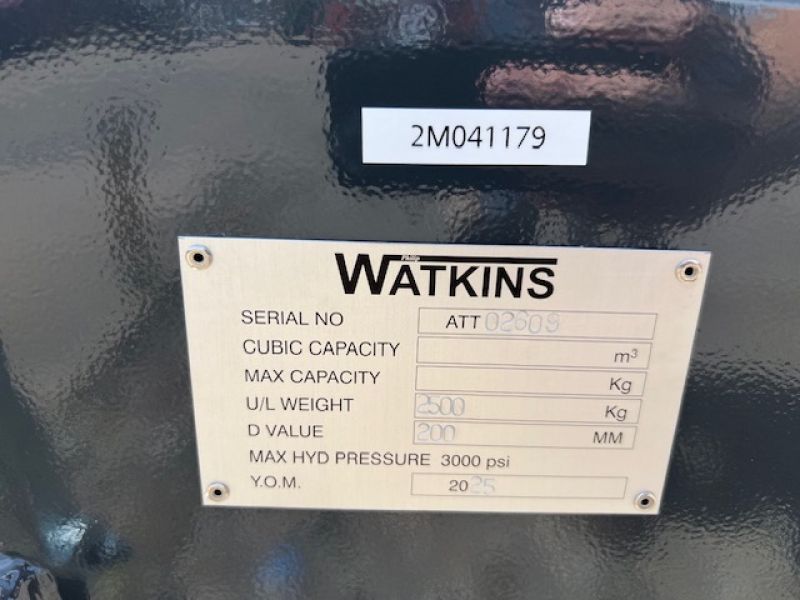 2M041179
Philip
WATKINS
SERIAL NO ATT 02609
CUBIC CAPACITY m³
MAX CAPACITY Kg
U/L WEIGHT 2500 Kg
D VALUE 200 MM
MAX HYD PRESSURE 3000 psi
Y.O.M. 2025